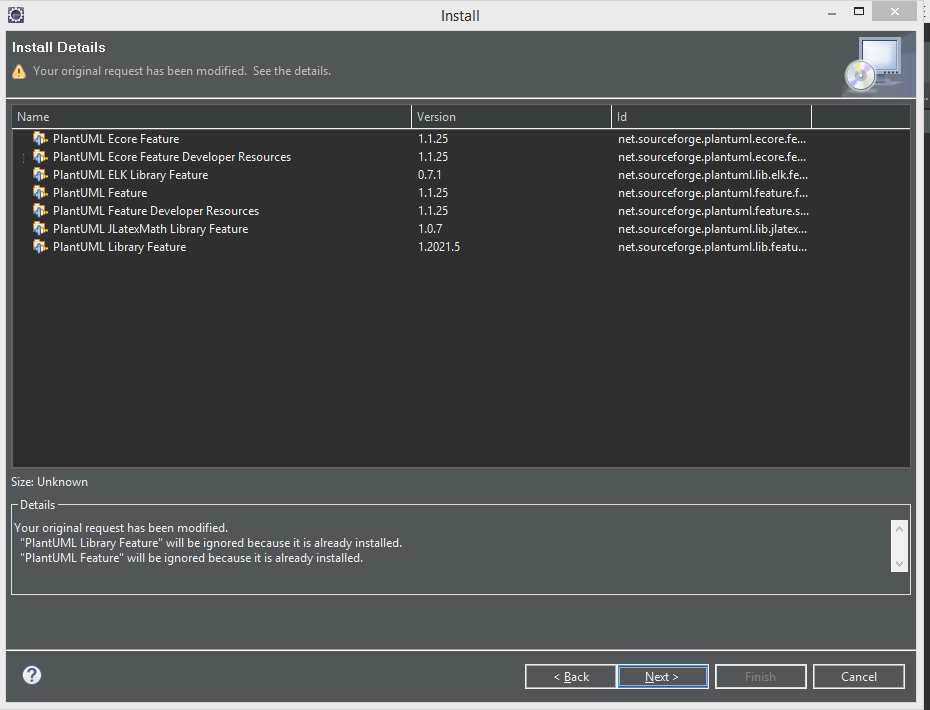 Install
Install Details
Your original request has been modified. See the details.
Name Version Id
PlantUML Ecore Feature 1.1.25 net.sourceforge.plantuml.ecore.fe...
PlantUML Ecore Feature Developer Resources 1.1.25 net.sourceforge.plantuml.ecore.fe...
PlantUML ELK Library Feature 0.7.1 net.sourceforge.plantuml.lib.elk.fe...
PlantUML Feature 1.1.25 net.sourceforge.plantuml.feature.f...
PlantUML Feature Developer Resources 1.1.25 net.sourceforge.plantuml.feature.s...
PlantUML JLatexMath Library Feature 1.0.7 net.sourceforge.plantuml.lib.jlatex...
PlantUML Library Feature 1.2021.5 net.sourceforge.plantuml.lib.featu...
Size: Unknown
Details
Your original request has been modified.
"PlantUML Library Feature" will be ignored because it is already installed.
"PlantUML Feature" will be ignored because it is already installed.
? < Back Next > Finish Cancel